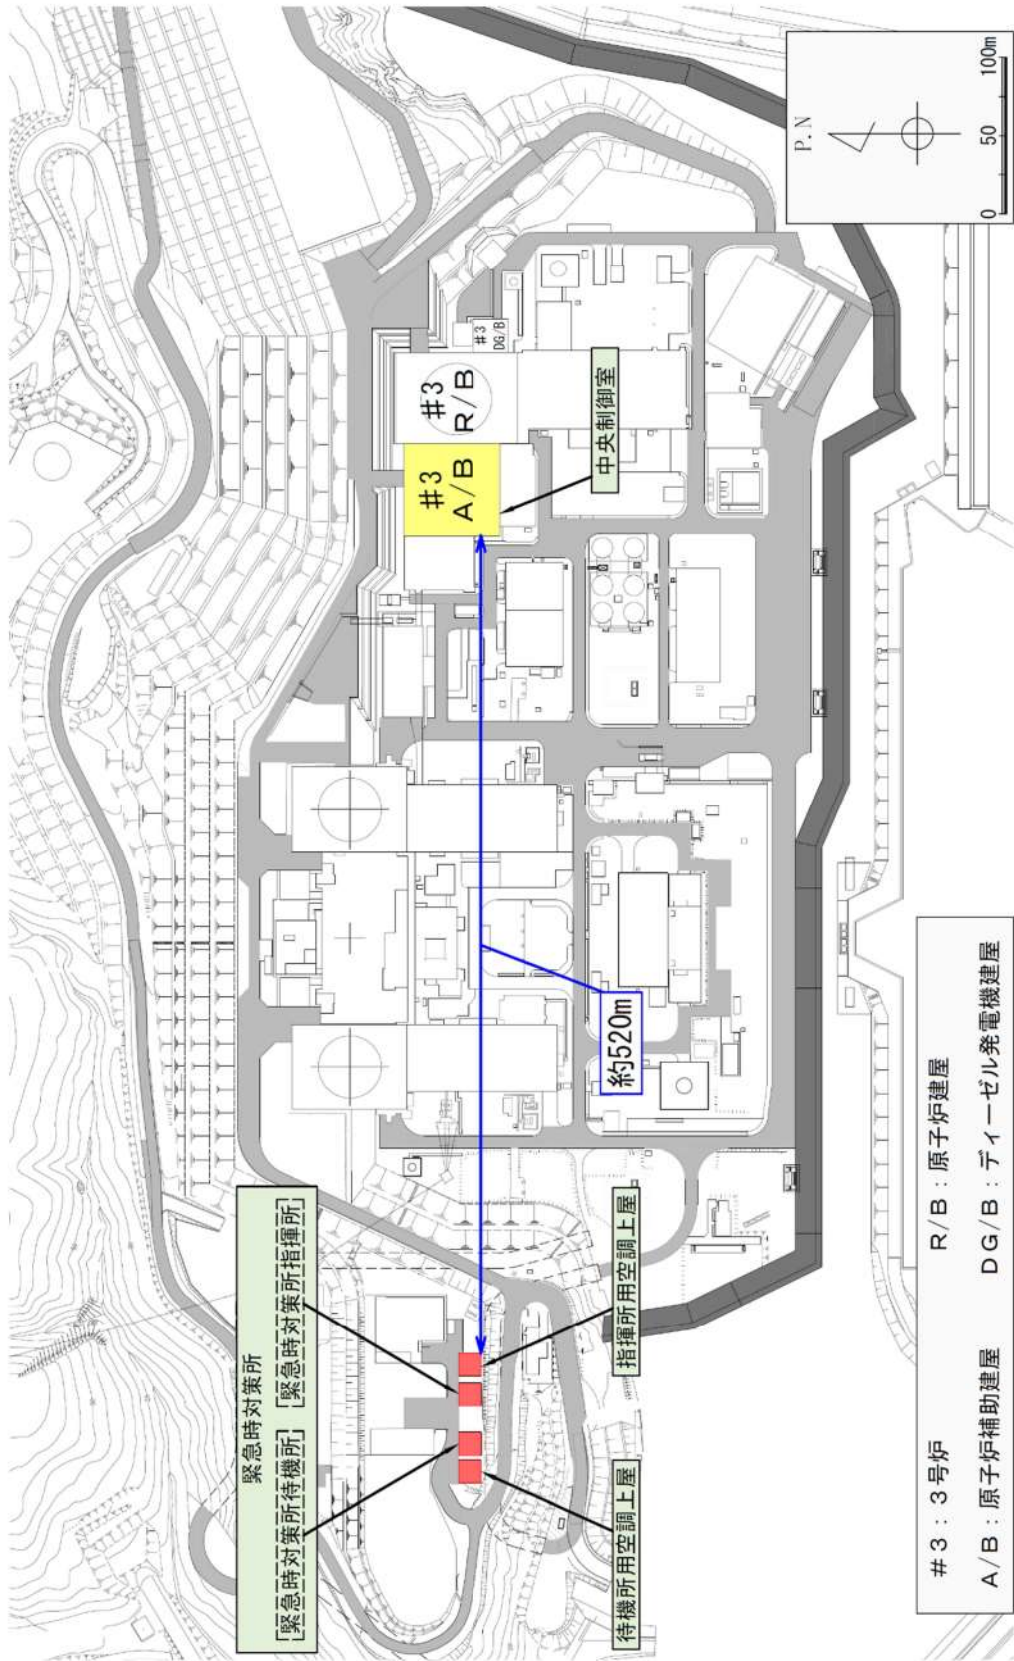 緊急時対策所
[緊急時対策所待機所] [緊急時対策所指揮所]
待機所用空調上屋
指揮所用空調上屋
約520m
#3
A/B
#3
R/B
#3
DG/B
中央制御室
P.N
0 50 100m
#3:3号炉 R/B:原子炉建屋
A/B:原子炉補助建屋 DG/B:ディーゼル発電機建屋